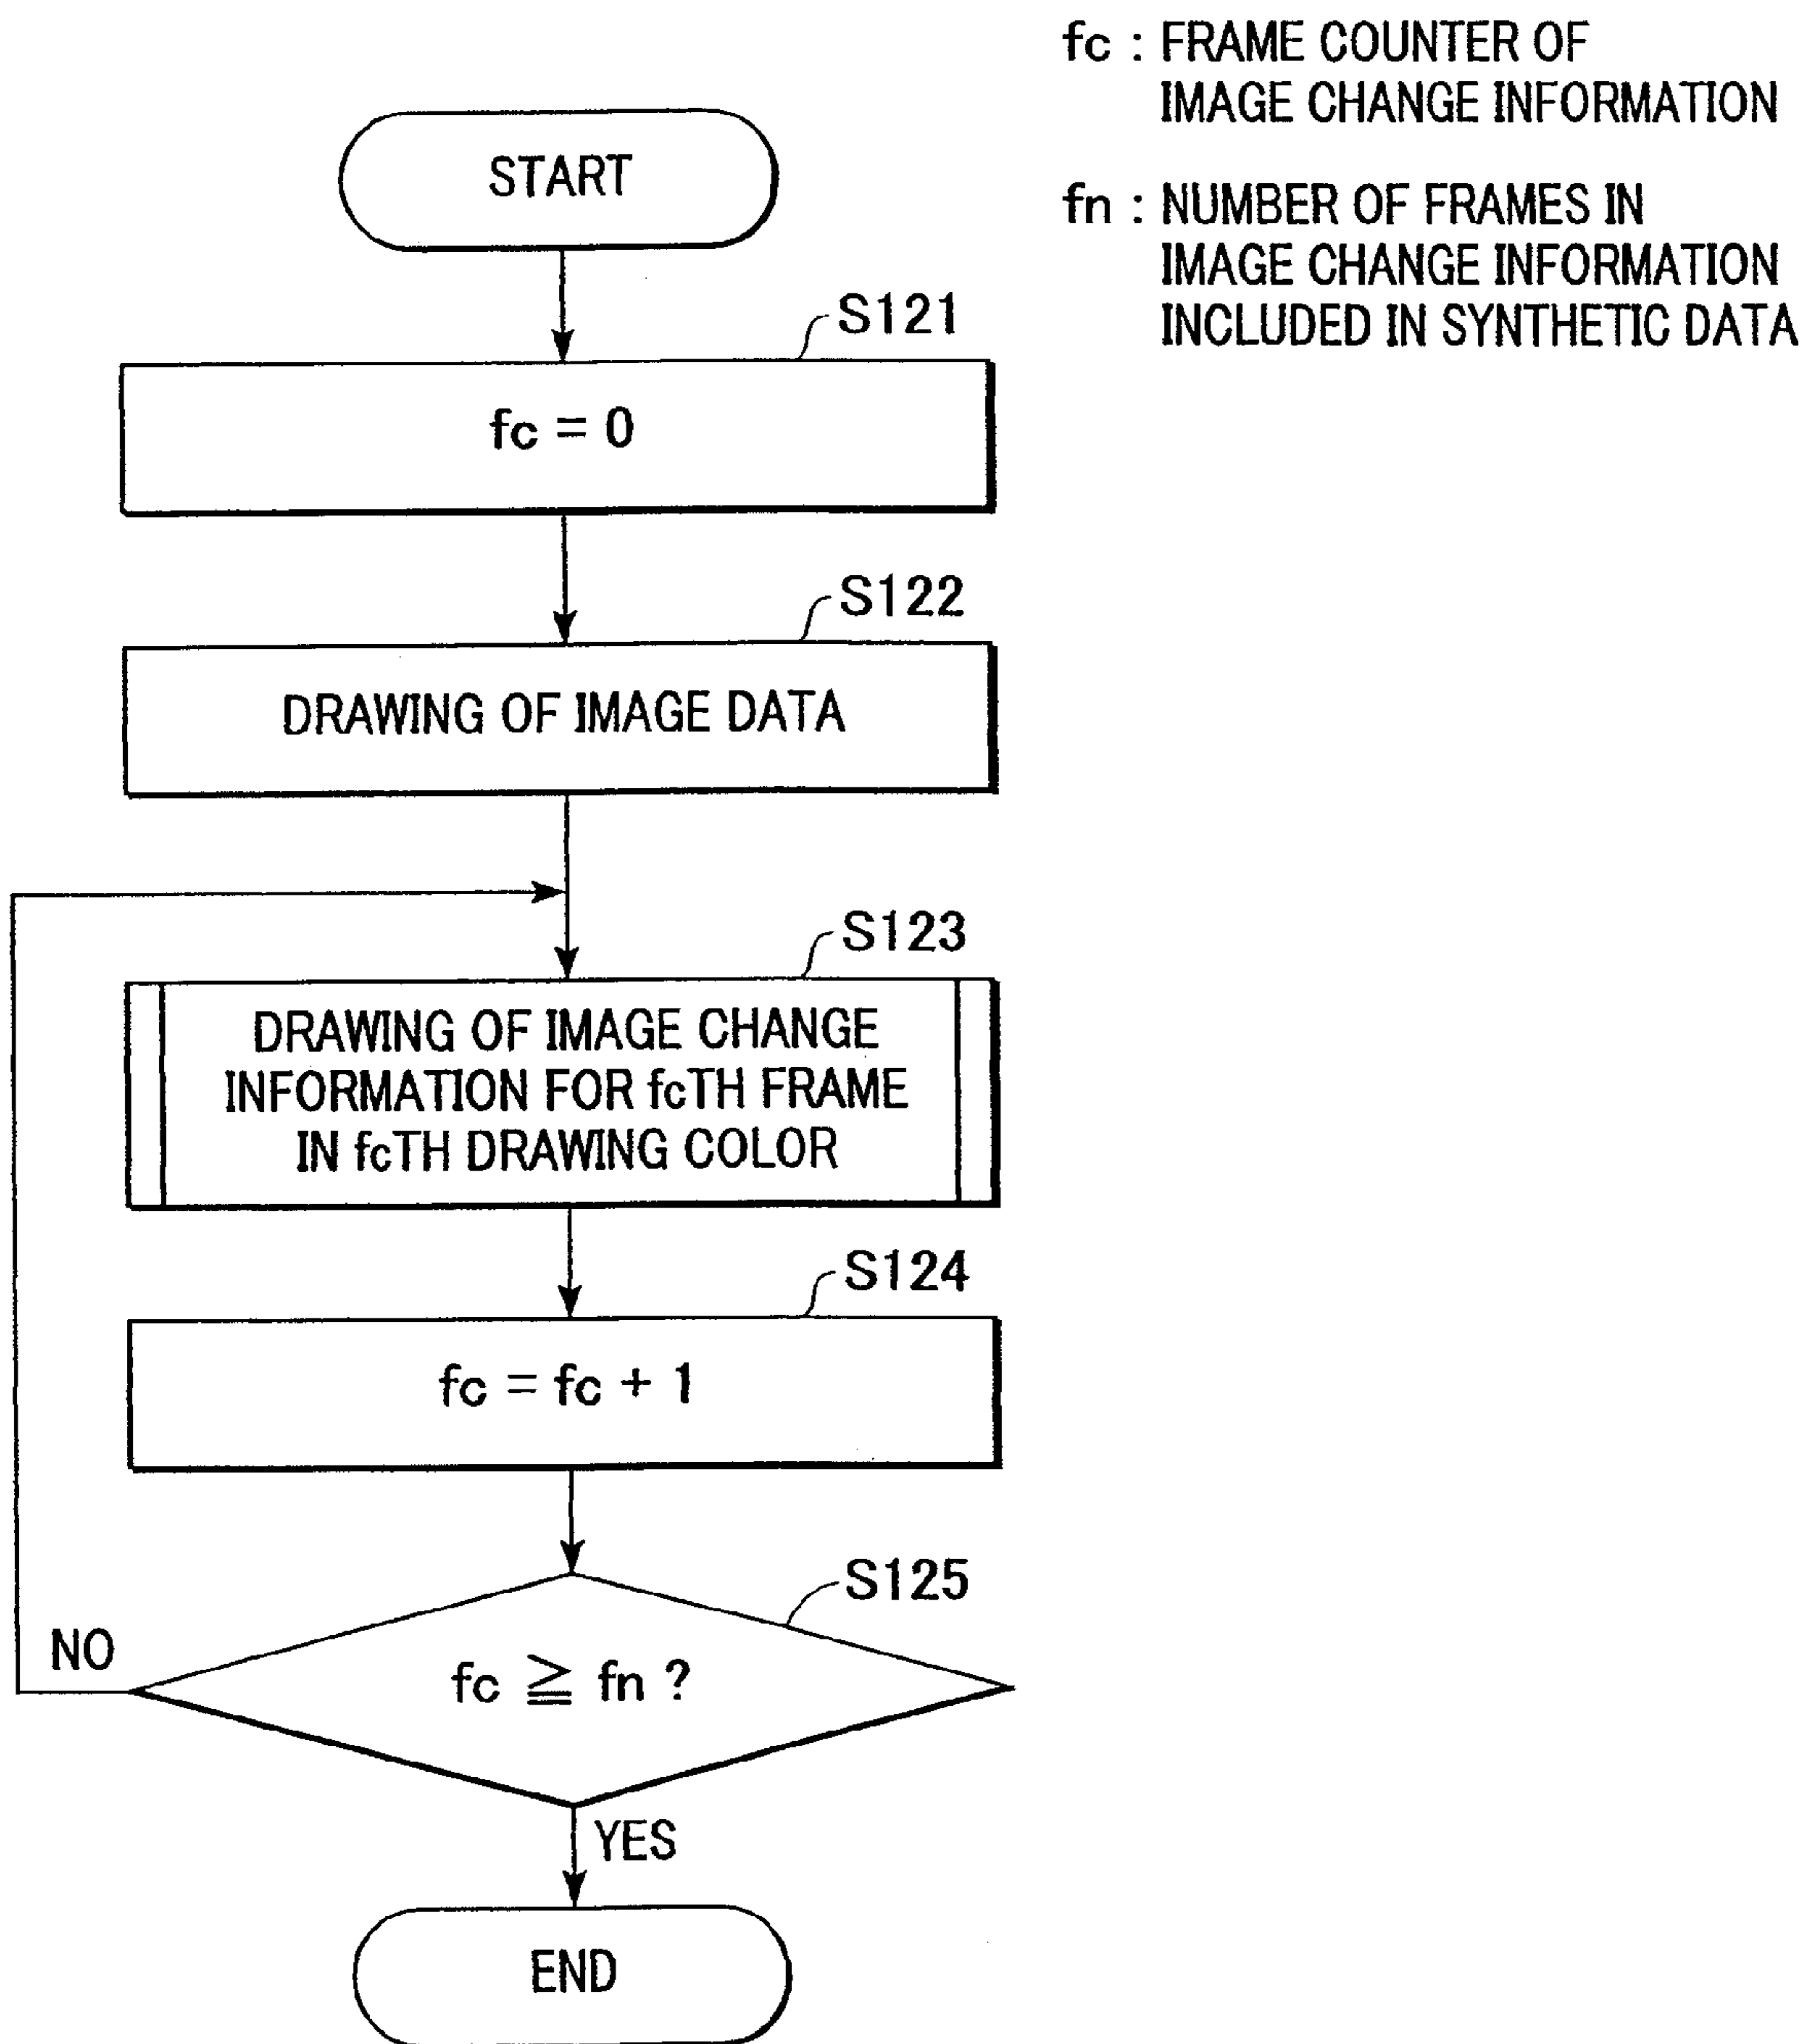 fc : FRAME COUNTER OF
IMAGE CHANGE INFORMATION
fn : NUMBER OF FRAMES IN
IMAGE CHANGE INFORMATION
INCLUDED IN SYNTHETIC DATA
START
S121
fc = 0
S122
DRAWING OF IMAGE DATA
S123
DRAWING OF IMAGE CHANGE
INFORMATION FOR fcTH FRAME
IN fcTH DRAWING COLOR
S124
fc = fc + 1
S125
NO
fc ≧ fn ?
YES
END